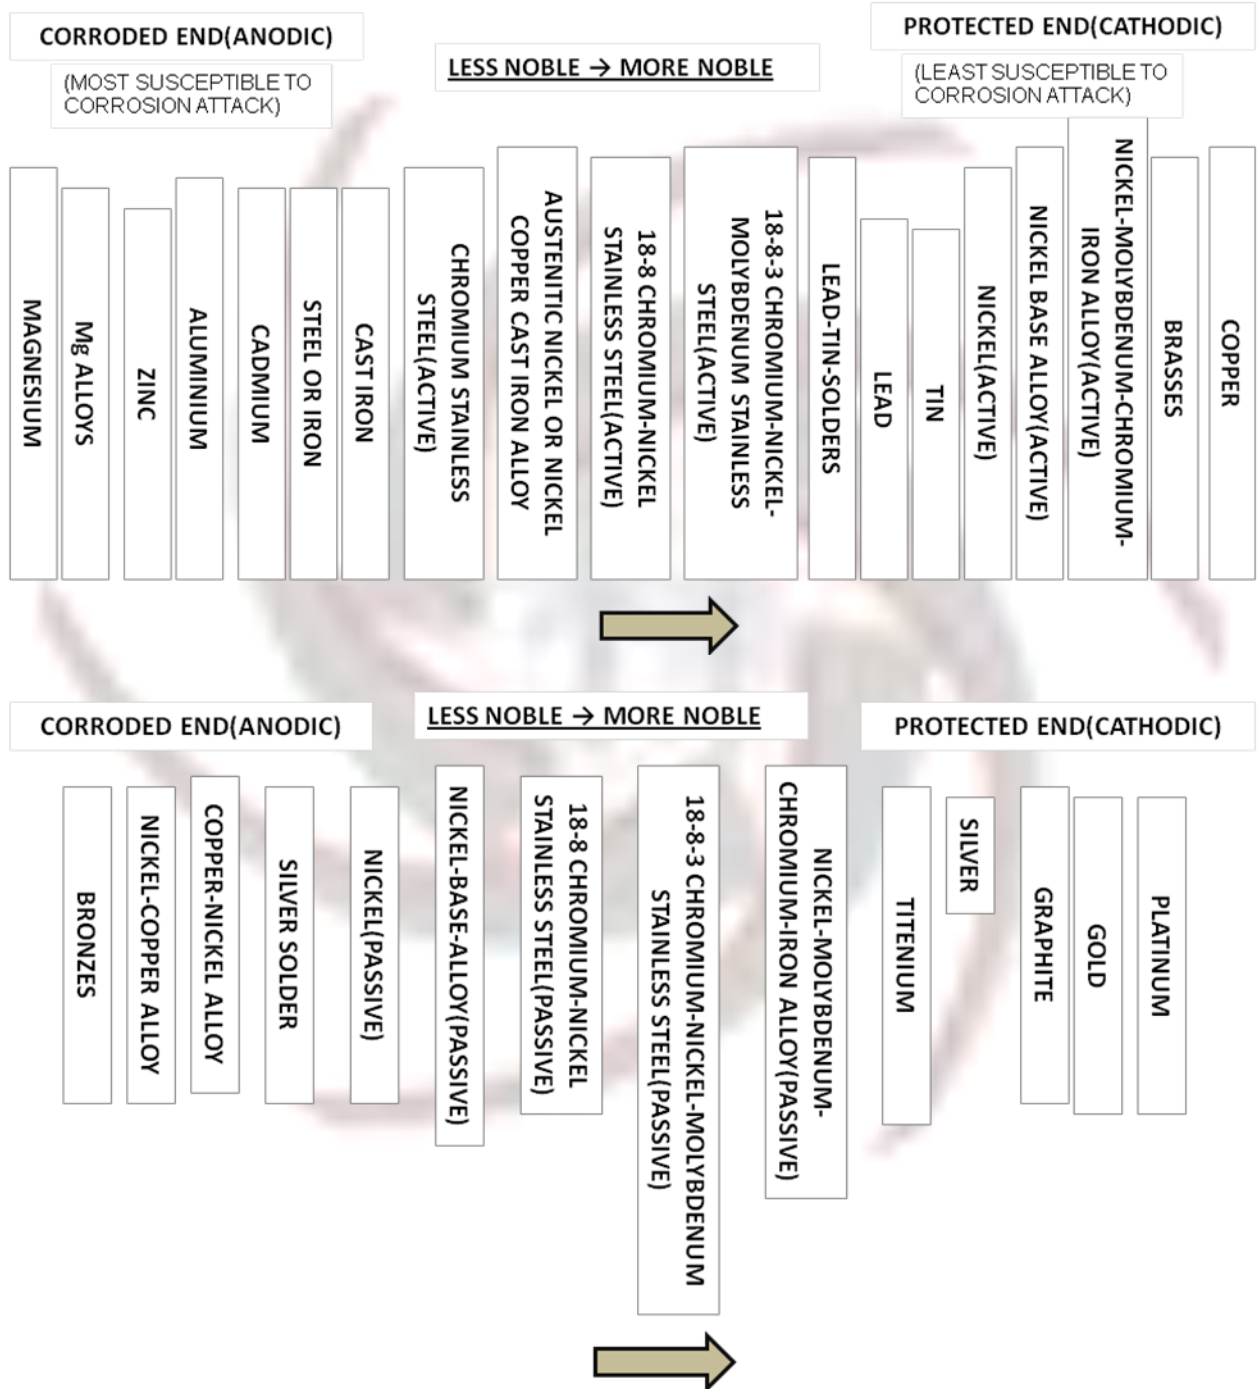 CORRODED END(ANODIC)
(MOST SUSCEPTIBLE TO
CORROSION ATTACK)
LESS NOBLE → MORE NOBLE
PROTECTED END(CATHODIC)
(LEAST SUSCEPTIBLE TO
CORROSION ATTACK)
MAGNESIUM
Mg ALLOYS
ZINC
ALUMINIUM
CADMIUM
STEEL OR IRON
CAST IRON
CHROMIUM STAINLESS
STEEL(ACTIVE)
AUSTENITIC NICKEL OR NICKEL
COPPER CAST IRON ALLOY
18-8 CHROMIUM-NICKEL
STAINLESS STEEL(ACTIVE)
18-8-3 CHROMIUM-NICKEL-
MOLYBDENUM STAINLESS
STEEL(ACTIVE)
LEAD-TIN-SOLDERS
LEAD
TIN
NICKEL(ACTIVE)
NICKEL BASE ALLOY(ACTIVE)
NICKEL-MOLYBDENUM-CHROMIUM-
IRON ALLOY(ACTIVE)
BRASSES
COPPER
CORRODED END(ANODIC)
LESS NOBLE → MORE NOBLE
PROTECTED END(CATHODIC)
BRONZES
NICKEL-COPPER ALLOY
COPPER-NICKEL ALLOY
SILVER SOLDER
NICKEL(PASSIVE)
NICKEL-BASE-ALLOY(PASSIVE)
18-8 CHROMIUM-NICKEL
STAINLESS STEEL(PASSIVE)
18-8-3 CHROMIUM-NICKEL-MOLYBDENUM
STAINLESS STEEL(PASSIVE)
NICKEL-MOLYBDENUM-
CHROMIUM-IRON ALLOY(PASSIVE)
TITENIUM
SILVER
GRAPHITE
GOLD
PLATINUM